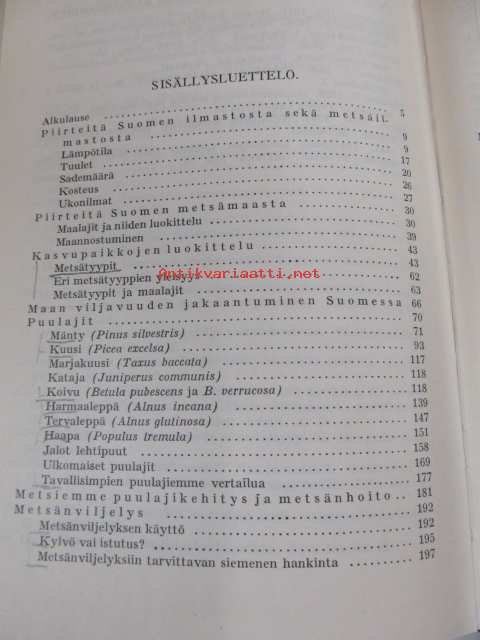 SISÄLLYSLUETTELO.
Alkulause 5
Piirteitä Suomen ilmastosta sekä metsäil-
mastosta 9
Lämpötila 9
Tuulet 17
Sademäärä 20
Kosteus 26
Ukonilmat 27
Piirteitä Suomen metsämaasta 30
Maalajit ja niiden luokittelu 30
Maannostuminen 39
Kasvupaikkojen luokittelu 43
Metsätyypit 43
Antikvariaatti.net
Eri metsätyyppien yleisyys 62
Metsätyypit ja maalajit 63
Maan viljavuuden jakaantuminen Suomessa 66
Puulajit 70
Mänty (Pinus silvestris) 71
Kuusi (Picea excelsa) 93
Marjakuusi (Taxus baccata) 117
Kataja (Juniperus communis) 118
Koivu (Betula pubescens ja B. verrucosa) 118
Harmaaleppä (Alnus incana) 139
Tervaleppä (Alnus glutinosa) 147
Haapa (Populus tremula) 151
Jalot lehtipuut 158
Ulkomaiset puulajit 169
Tavallisimpien puulajiemme vertailua 177
Metsiemme puulajikehitys ja metsänhoito 181
Metsänviljelys 192
Metsänviljelyksen käyttö 192
Kylvö vai istutus? 195
Metsänviljelyksiin tarvittavan siemenen hankinta 197